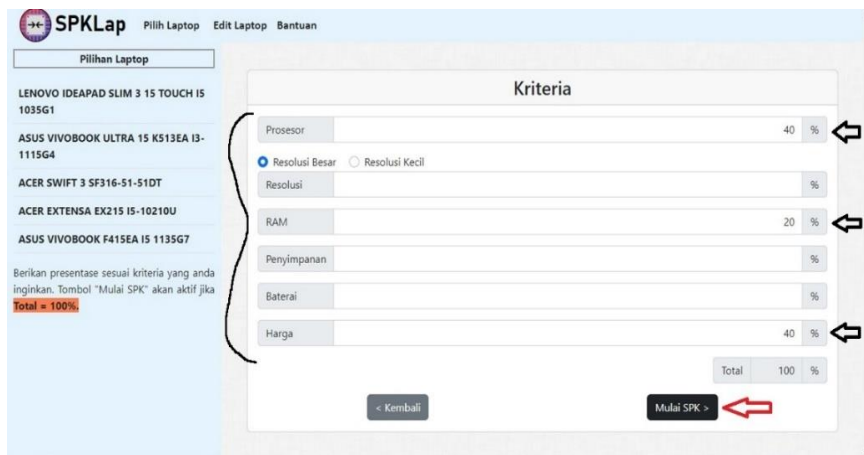 SPKLap Pilih Laptop Edit Laptop Bantuan
Pilihan Laptop
LENOVO IDEAPAD SLIM 3 15 TOUCH I5
1035G1
ASUS VIVOBOOK ULTRA 15 K513EA I3-
1115G4
ACER SWIFT 3 SF316-51-51DT
ACER EXTENSA EX215 I5-10210U
ASUS VIVOBOOK F415EA I5 1135G7
Berikan presentase sesuai kriteria yang anda
inginkan. Tombol "Mulai SPK" akan aktif jika
Total = 100%.
Kriteria
Prosesor 40 %
Resolusi Besar Resolusi Kecil
Resolusi %
RAM 20 %
Penyimpanan %
Baterai %
Harga 40 %
Total 100 %
< Kembali Mulai SPK >